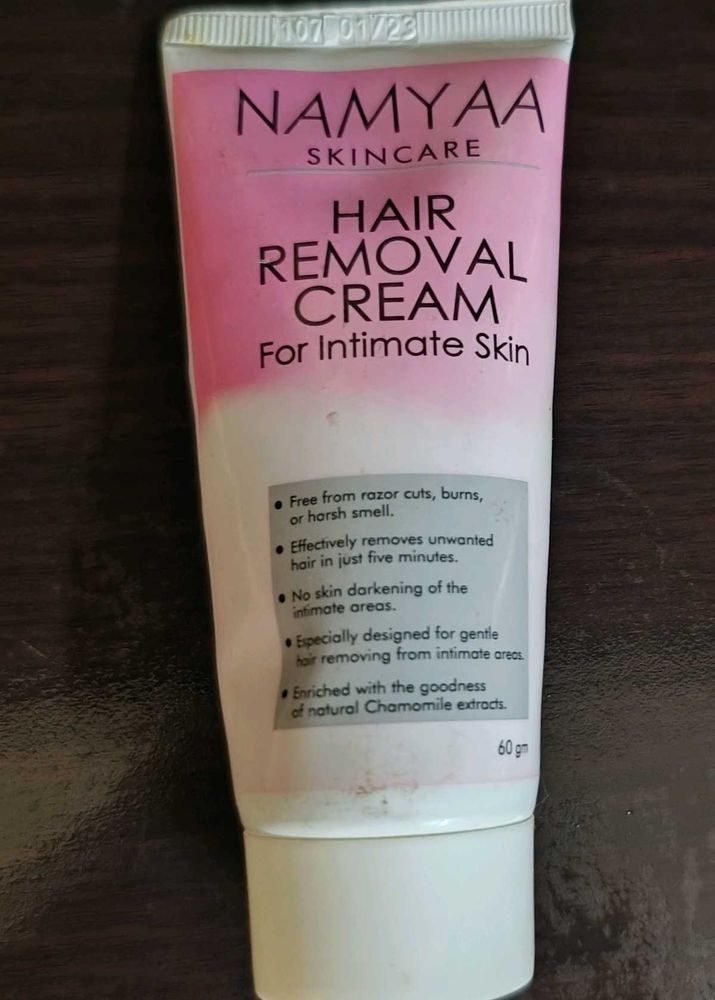 107 01/23
NAMYAA
SKINCARE
HAIR
REMOVAL
CREAM
For Intimate Skin
• Free from razor cuts, burns,
or harsh smell.
• Effectively removes unwanted
hair in just five minutes.
• No skin darkening of the
intimate areas.
• Especially designed for gentle
hair removing from intimate areas.
• Enriched with the goodness
of natural Chamomile extracts.
60 gm